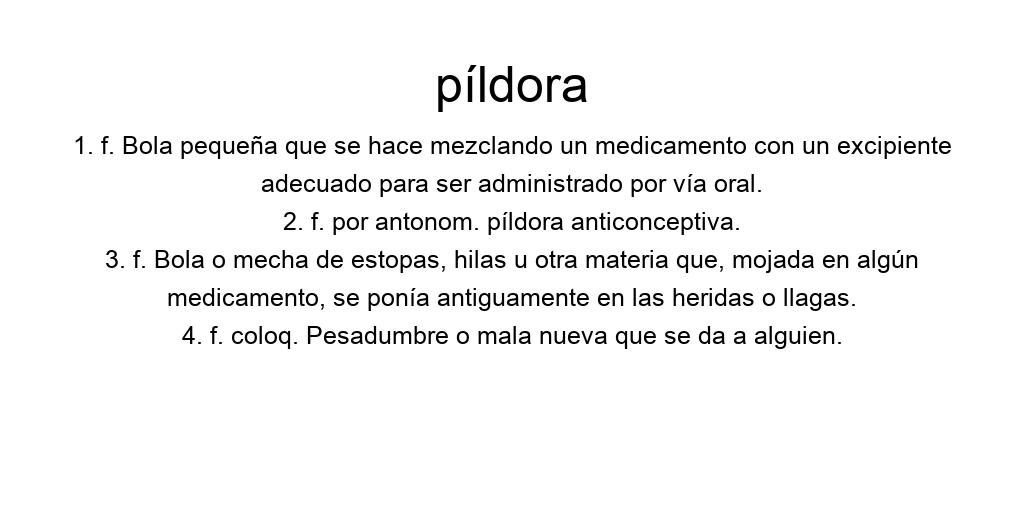 píldora
1. f. Bola pequeña que se hace mezclando un medicamento con un excipiente
adecuado para ser administrado por vía oral.
2. f. por antonom. píldora anticonceptiva.
3. f. Bola o mecha de estopas, hilas u otra materia que, mojada en algún
medicamento, se ponía antiguamente en las heridas o llagas.
4. f. coloq. Pesadumbre o mala nueva que se da a alguien.